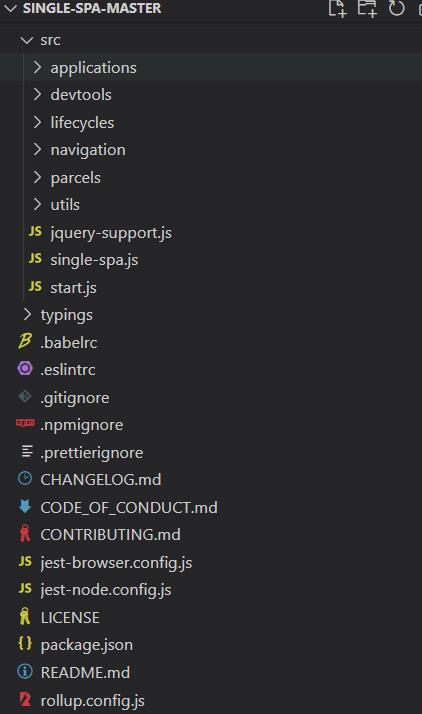 SINGLE-SPA-MASTER
src
applications
devtools
lifecycles
navigation
parcels
utils
JS jquery-support.js
JS single-spa.js
JS start.js
typings
.babelrc
.eslintrc
.gitignore
npm .npmignore
.prettierignore
CHANGELOG.md
CODE_OF_CONDUCT.md
CONTRIBUTING.md
JS jest-browser.config.js
JS jest-node.config.js
LICENSE
{ } package.json
README.md
rollup.config.js